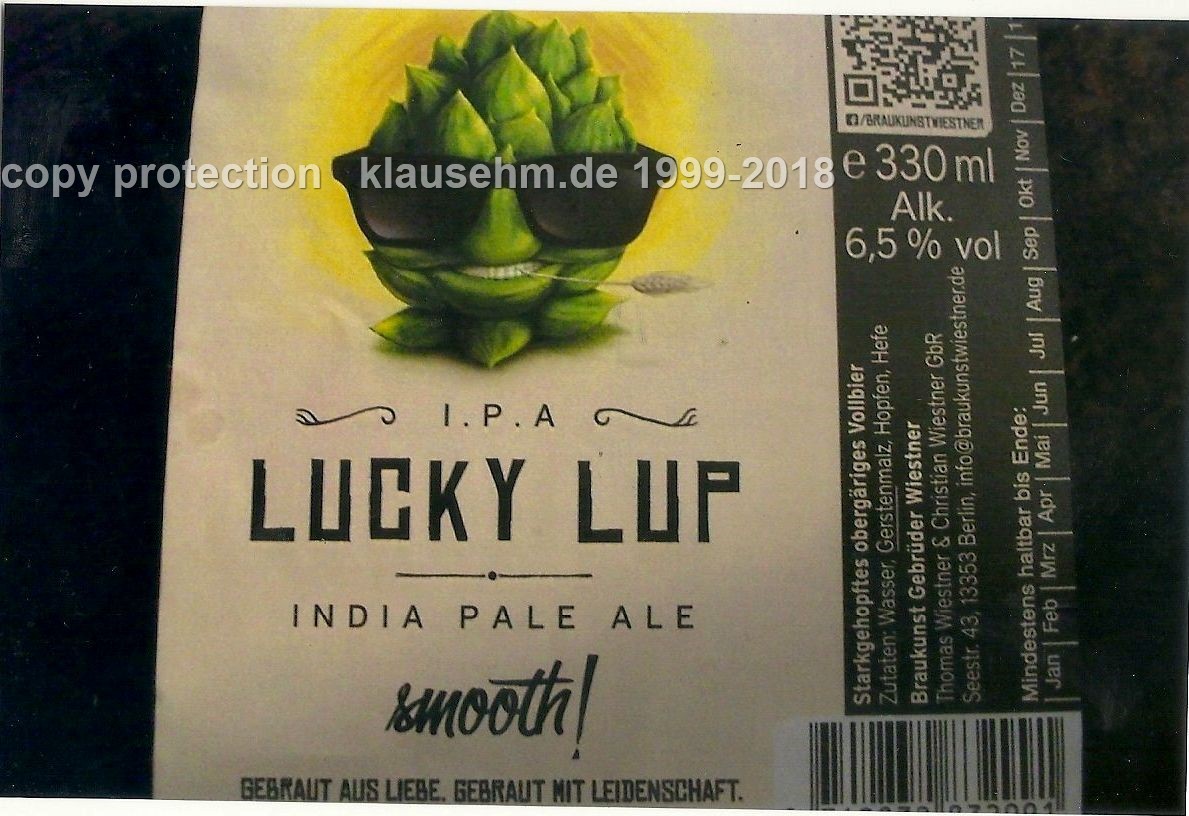 copy protection klausehm.de 1999-2018
I.P.A
LUCKY LUP
INDIA PALE ALE
smooth!
GEBRAUT AUS LIEBE. GEBRAUT MIT LEIDENSCHAFT.
/BRAUKUNSTWIESTNER
e 330 ml
Alk.
6,5 % vol
Starkgehopftes obergäriges Vollbier
Zutaten: Wasser, Gerstenmalz, Hopfen, Hefe
Braukunst Gebrüder Wiestner
Thomas Wiestner & Christian Wiestner GbR
Seestr. 43, 13353 Berlin, info@braukunstwiestner.de
Mindestens haltbar bis Ende:
| Jan | Feb | Mrz | Apr | Mai | Jun | Jul | Aug | Sep | Okt | Nov | Dez | 17 |